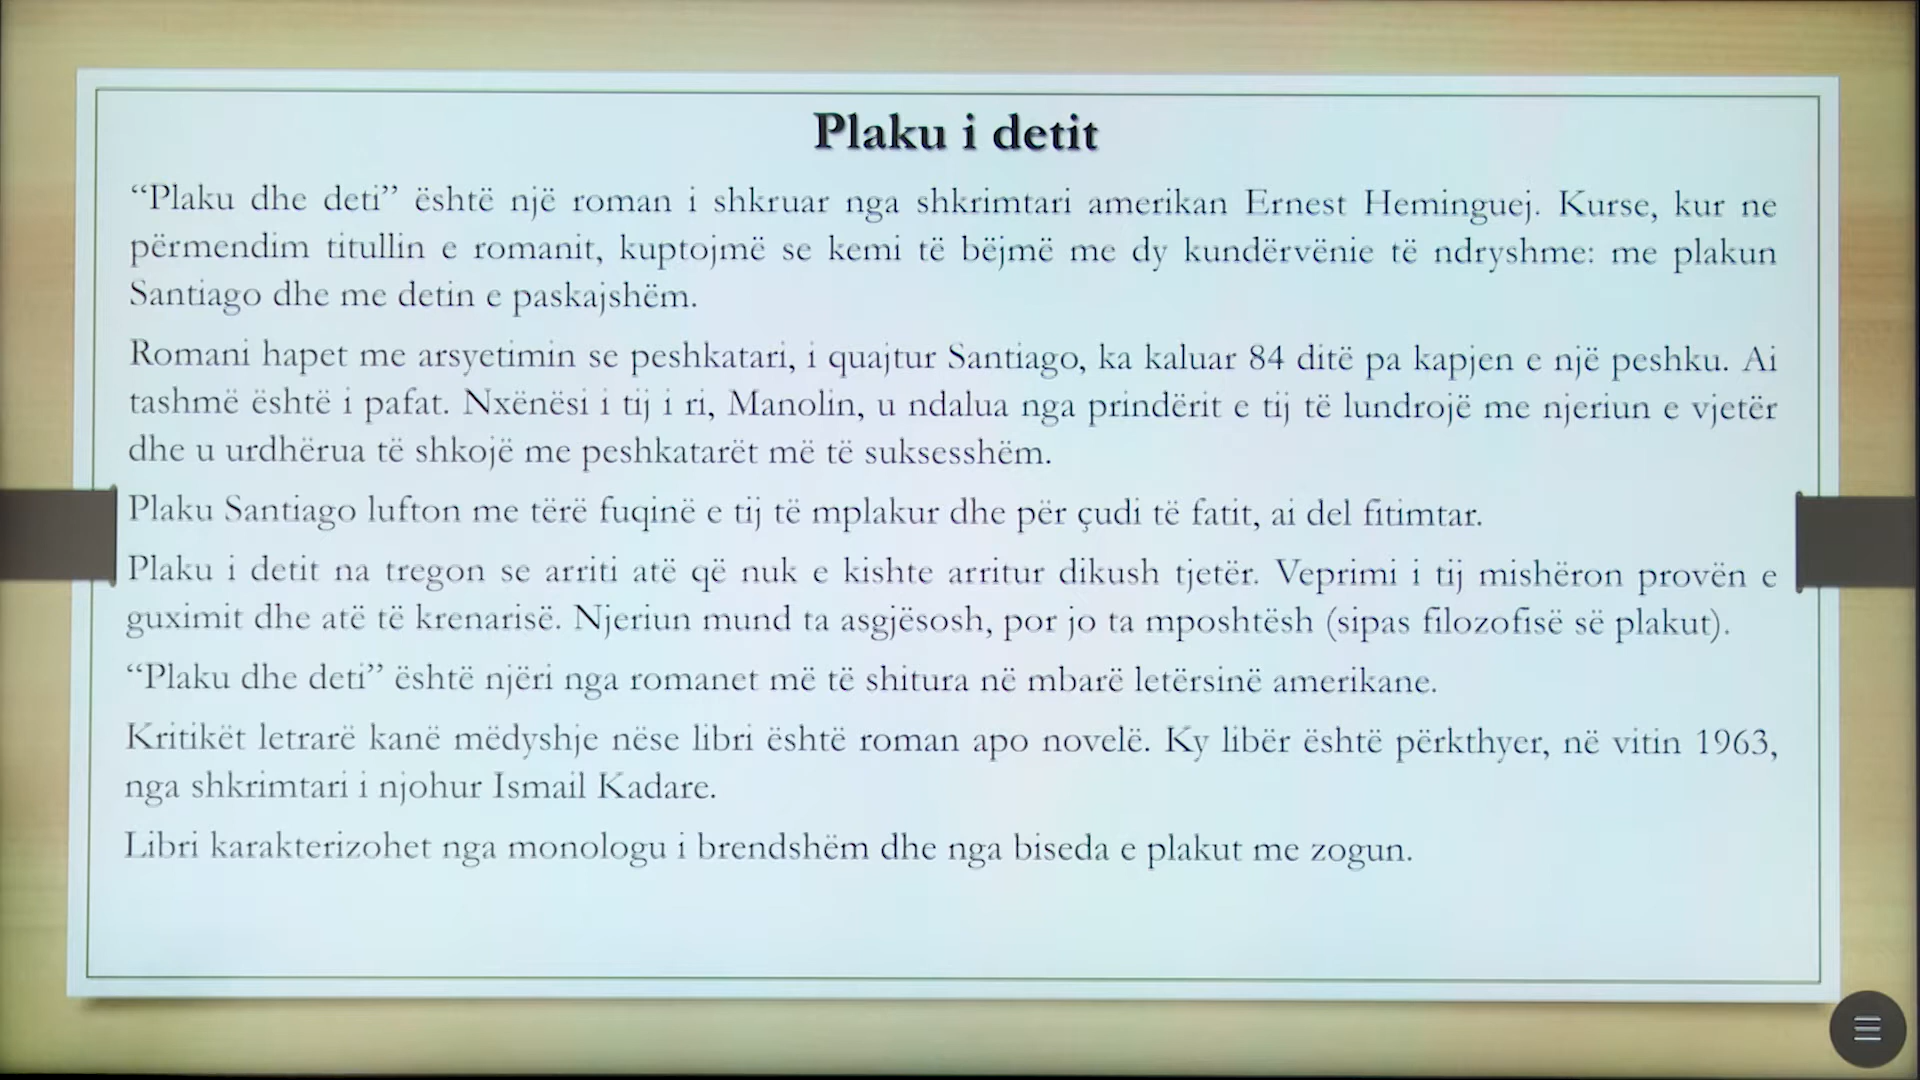 Plaku i detit
“Plaku dhe deti” është një roman i shkruar nga shkrimtari amerikan Ernest Heminguej. Kurse, kur ne
përmendim titullin e romanit, kuptojmë se kemi të bëjmë me dy kundërvënie të ndryshme: me plakun
Santiago dhe me detin e paskajshëm.
Romani hapet me arsyetimin se peshkatari, i quajtur Santiago, ka kaluar 84 ditë pa kapjen e një peshku. Ai
tashmë është i pafat. Nxënësi i tij i ri, Manolin, u ndalua nga prindërit e tij të lundrojë me njeriun e vjetër
dhe u urdhërua të shkojë me peshkatarët më të suksesshëm.
Plaku Santiago lufton me tërë fuqinë e tij të mplakur dhe për çudi të fatit, ai del fitimtar.
Plaku i detit na tregon se arriti atë që nuk e kishte arritur dikush tjetër. Veprimi i tij mishëron provën e
guximit dhe atë të krenarisë. Njeriun mund ta asgjësosh, por jo ta mposhtësh (sipas filozofisë së plakut).
“Plaku dhe deti” është njëri nga romanet më të shitura në mbarë letërsinë amerikane.
Kritikët letrarë kanë mëdyshje nëse libri është roman apo novelë. Ky libër është përkthyer, në vitin 1963,
nga shkrimtari i njohur Ismail Kadare.
Libri karakterizohet nga monologu i brendshëm dhe nga biseda e plakut me zogun.